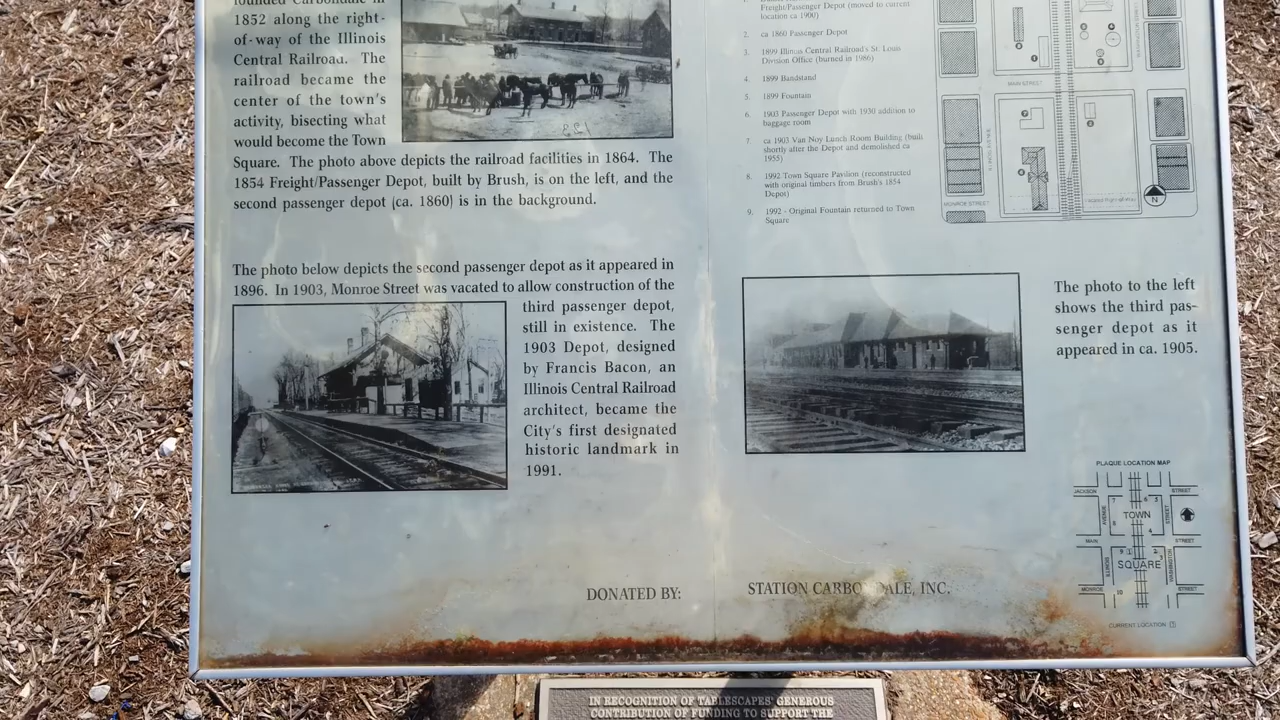 founded Carbondale in
1852 along the right-
of-way of the Illinois
Central Railroad. The
railroad became the
center of the town's
activity, bisecting what
would become the Town
Square. The photo above depicts the railroad facilities in 1864. The
1854 Freight/Passenger Depot, built by Brush, is on the left, and the
second passenger depot (ca. 1860) is in the background.
The photo below depicts the second passenger depot as it appeared in
1896. In 1903, Monroe Street was vacated to allow construction of the
third passenger depot,
still in existence. The
1903 Depot, designed
by Francis Bacon, an
Illinois Central Railroad
architect, became the
City's first designated
historic landmark in
1991.
Freight/Passenger Depot (moved to current
location ca 1900)
2. ca 1860 Passenger Depot
3. 1899 Illinois Central Railroad's St. Louis
Division Office (burned in 1986)
4. 1899 Bandstand
5. 1899 Fountain
6. 1903 Passenger Depot with 1930 addition to
baggage room
7. ca 1903 Van Noy Lunch Room Building (built
shortly after the Depot and demolished ca
1955)
8. 1992 Town Square Pavilion (reconstructed
with original timbers from Brush's 1854
Depot)
9. 1992 - Original Fountain returned to Town
Square
MAIN STREET
MONROE STREET
N
The photo to the left
shows the third pas-
senger depot as it
appeared in ca. 1905.
PLAQUE LOCATION MAP
JACKSON STREET
TOWN
AVENUE STREET
MAIN STREET
SQUARE
ILLINOIS WASHINGTON
MONROE STREET
10
CURRENT LOCATION
DONATED BY: STATION CARBONDALE, INC.
IN RECOGNITION OF TABLESCAPES' GENEROUS
CONTRIBUTION OF FUNDING TO SUPPORT THE